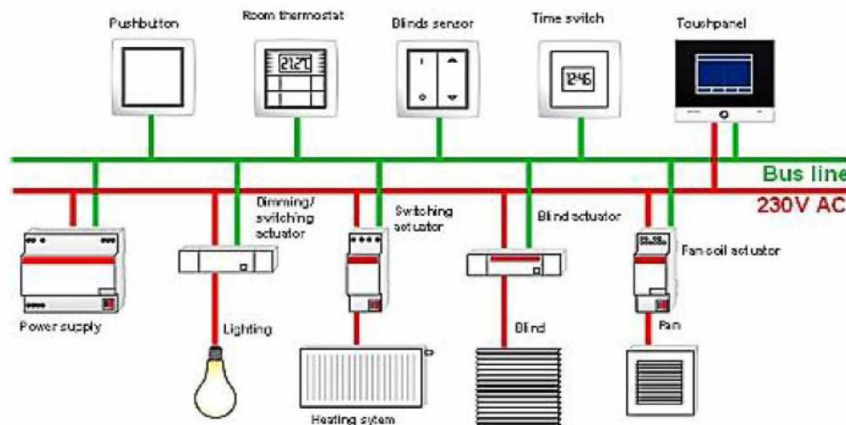 Pushbutton
Room thermostat
Blinds sensor
Time switch
Touchpanel
21.2°C
12:46
Bus line
230V AC
Dimming/
switching
actuator
Switching
actuator
Blind actuator
Fan coil actuator
Power supply
Lighting
Heating sytem
Blind
Fan